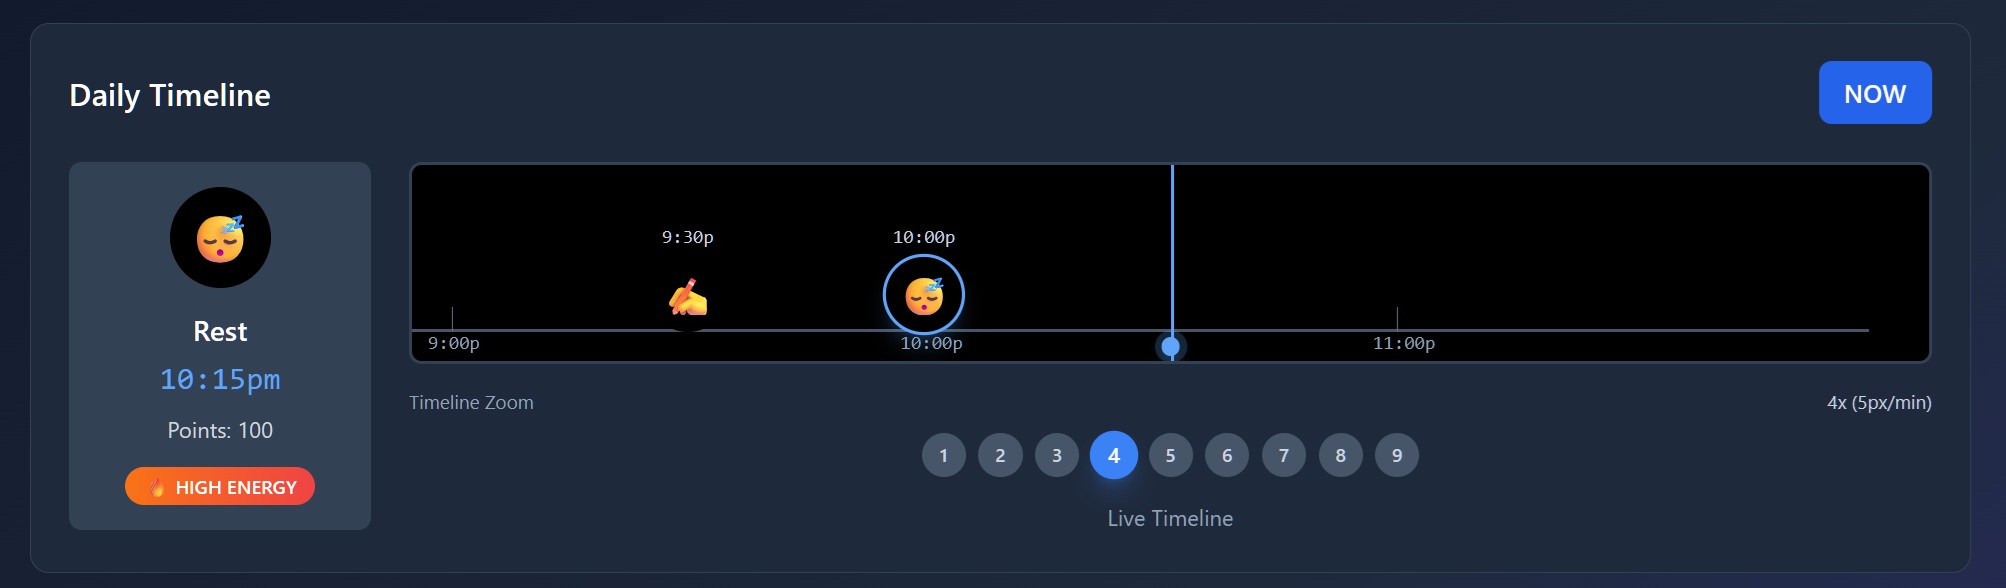 Daily Timeline
NOW
Rest
10:15pm
Points: 100
HIGH ENERGY
9:30p
10:00p
9:00p
10:00p
11:00p
Timeline Zoom
4x (5px/min)
1 2 3 4 5 6 7 8 9
Live Timeline